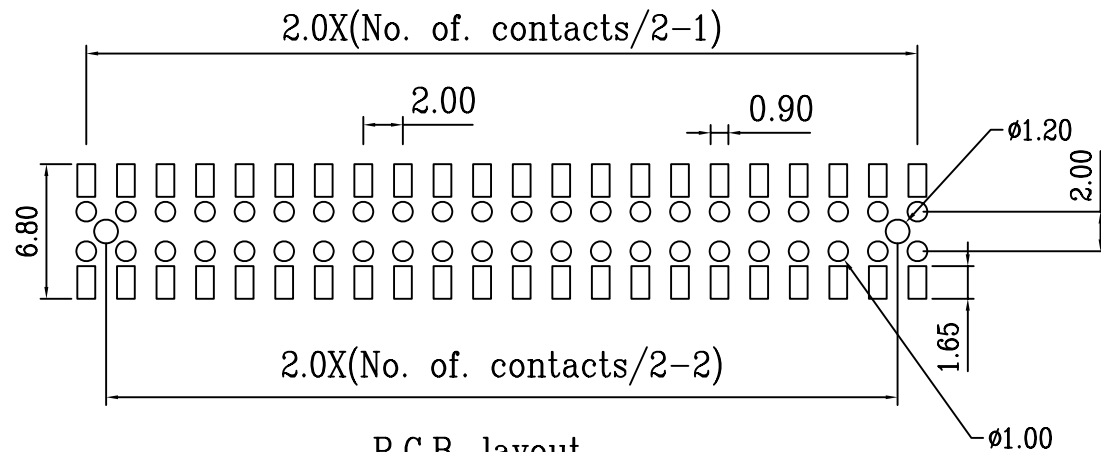 2.0X(No. of. contacts/2-1)
2.00
0.90
ø1.20
2.00
6.80
1.65
2.0X(No. of. contacts/2-2)
ø1.00
P.C.B. layout